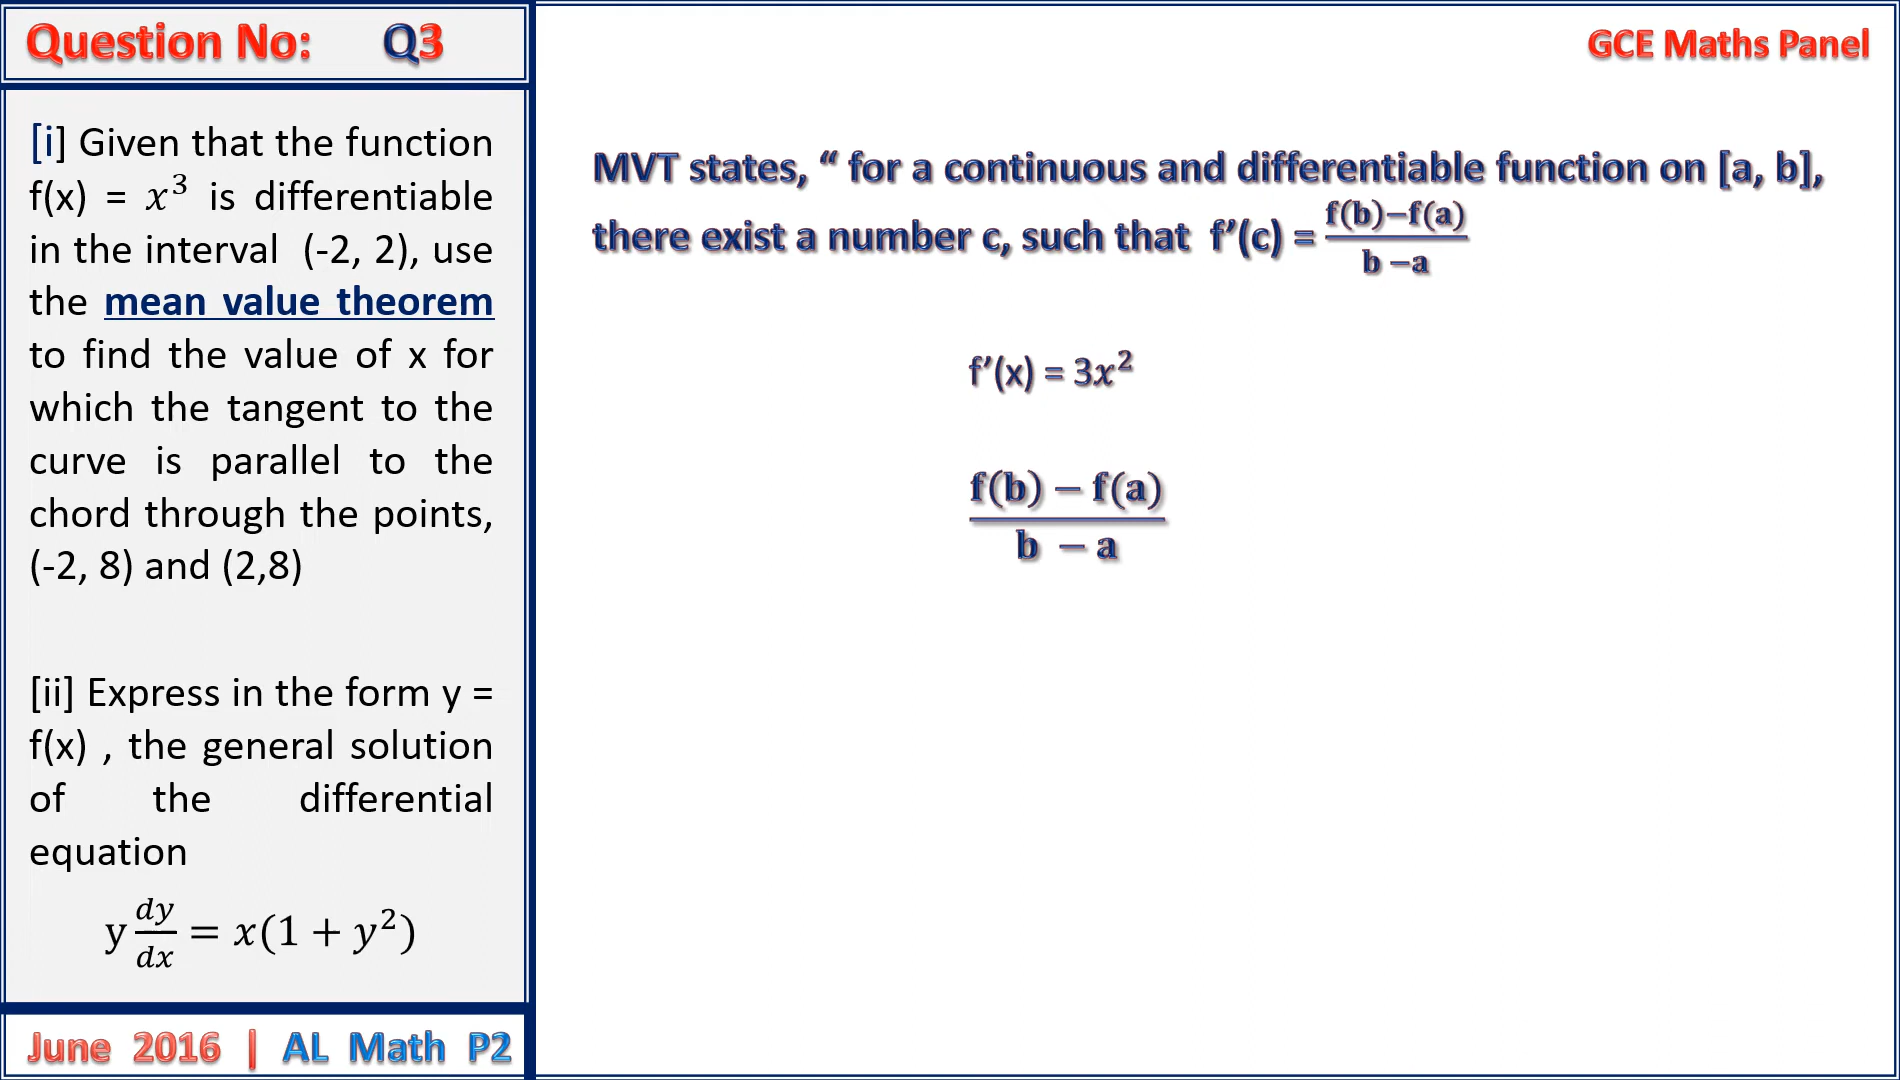 Question No: Q3
GCE Maths Panel
[i] Given that the function
f(x) = x³ is differentiable
in the interval (-2, 2), use
the mean value theorem
to find the value of x for
which the tangent to the
curve is parallel to the
chord through the points,
(-2, 8) and (2,8)
[ii] Express in the form y =
f(x) , the general solution
of the differential
equation
y dy/dx = x(1 + y²)
June 2016 | AL Math P2
MVT states, “ for a continuous and differentiable function on [a, b],
there exist a number c, such that f’(c) = f(b)−f(a)/b −a
f’(x) = 3x²
f(b) − f(a)
b − a